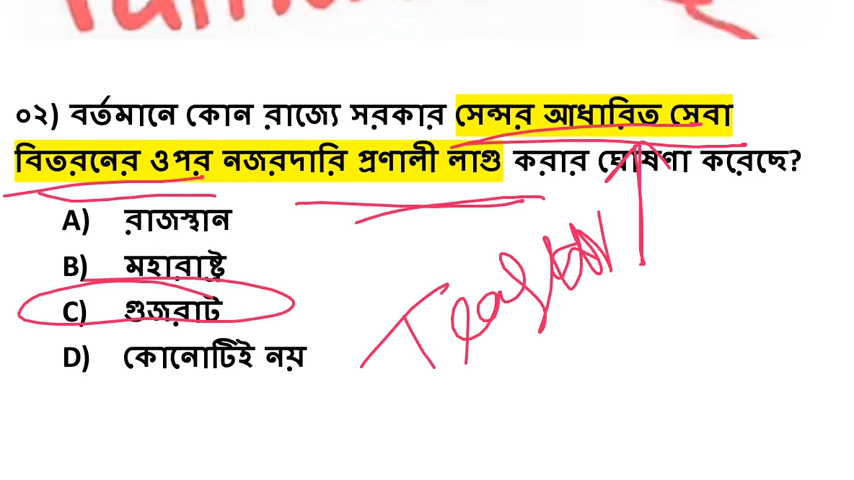 ০২) বর্তমানে কোন রাজ্যে সরকার সেন্সর আধারিত সেবা
বিতরনের ওপর নজরদারি প্রণালী লাগু করার ঘোষণা করেছে?
A) রাজস্থান
B) মহারাষ্ট্র
C) গুজরাট
D) কোনোটিই নয়